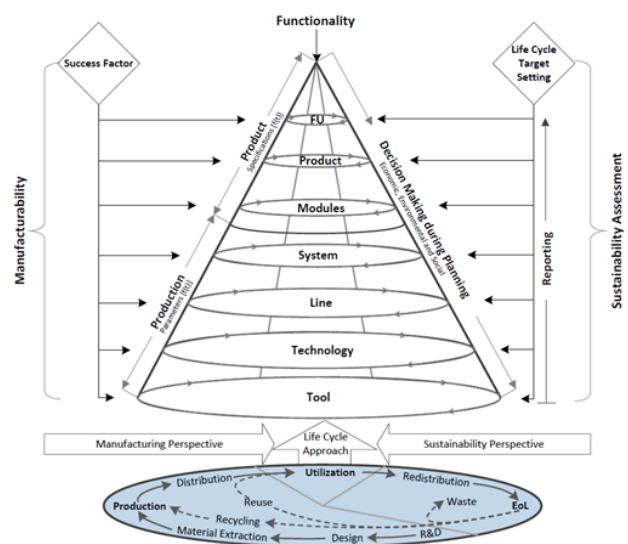 Functionality
Success Factor
Life Cycle
Target
Setting
Manufacturability
Product
Specifications [f(t)]
Production
Parameters [f(t)]
FU
Product
Modules
System
Line
Technology
Tool
Decision Making during Planning
Economic, Environmental and Social
Reporting
Sustainability Assessment
Manufacturing Perspective
Life Cycle
Approach
Sustainability Perspective
Distribution
Utilization
Redistribution
Production
Reuse
Waste
EoL
Recycling
Material Extraction
Design
R&D